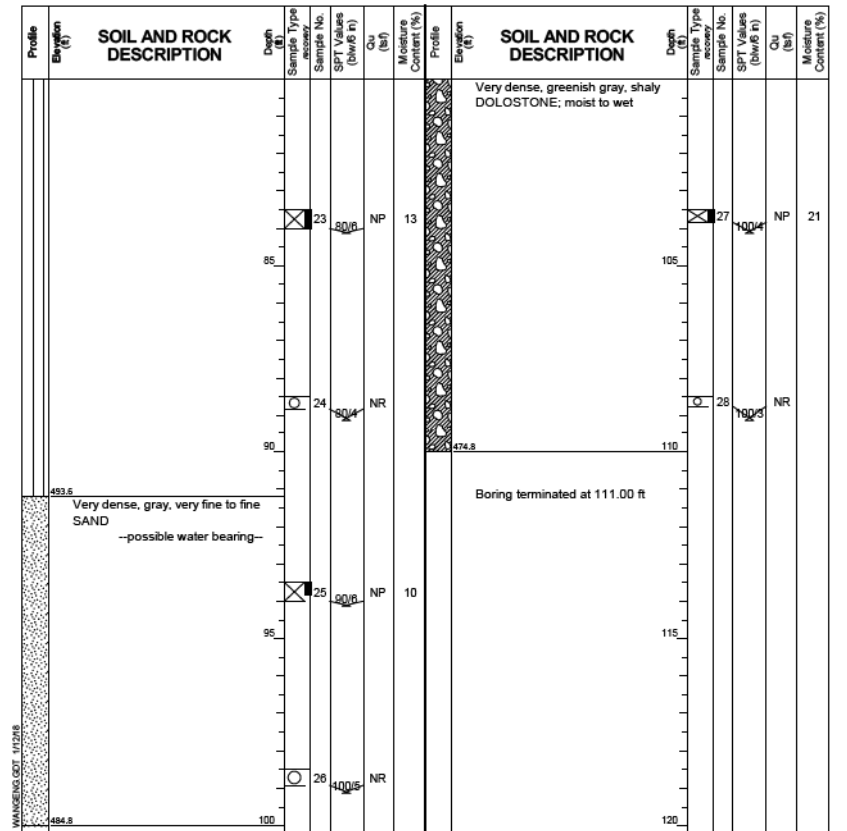 Profile
Elevation
(ft)
SOIL AND ROCK
DESCRIPTION
Depth
(ft)
Sample Type
recovery
Sample No.
SPT Values
(blw/6 in)
Qu
(tsf)
Moisture
Content (%)
23 80/6 NP 13
85
24 80/4 NR
90
493.6
Very dense, gray, very fine to fine
SAND
--possible water bearing--
25 90/6 NP 10
95
26 100/5 NR
484.8 100
WANGENG.GDT 1/12/18
Profile
Elevation
(ft)
SOIL AND ROCK
DESCRIPTION
Depth
(ft)
Sample Type
recovery
Sample No.
SPT Values
(blw/6 in)
Qu
(tsf)
Moisture
Content (%)
Very dense, greenish gray, shaly
DOLOSTONE; moist to wet
27 100/4 NP 21
105
28 100/3 NR
474.8 110
Boring terminated at 111.00 ft
115
120